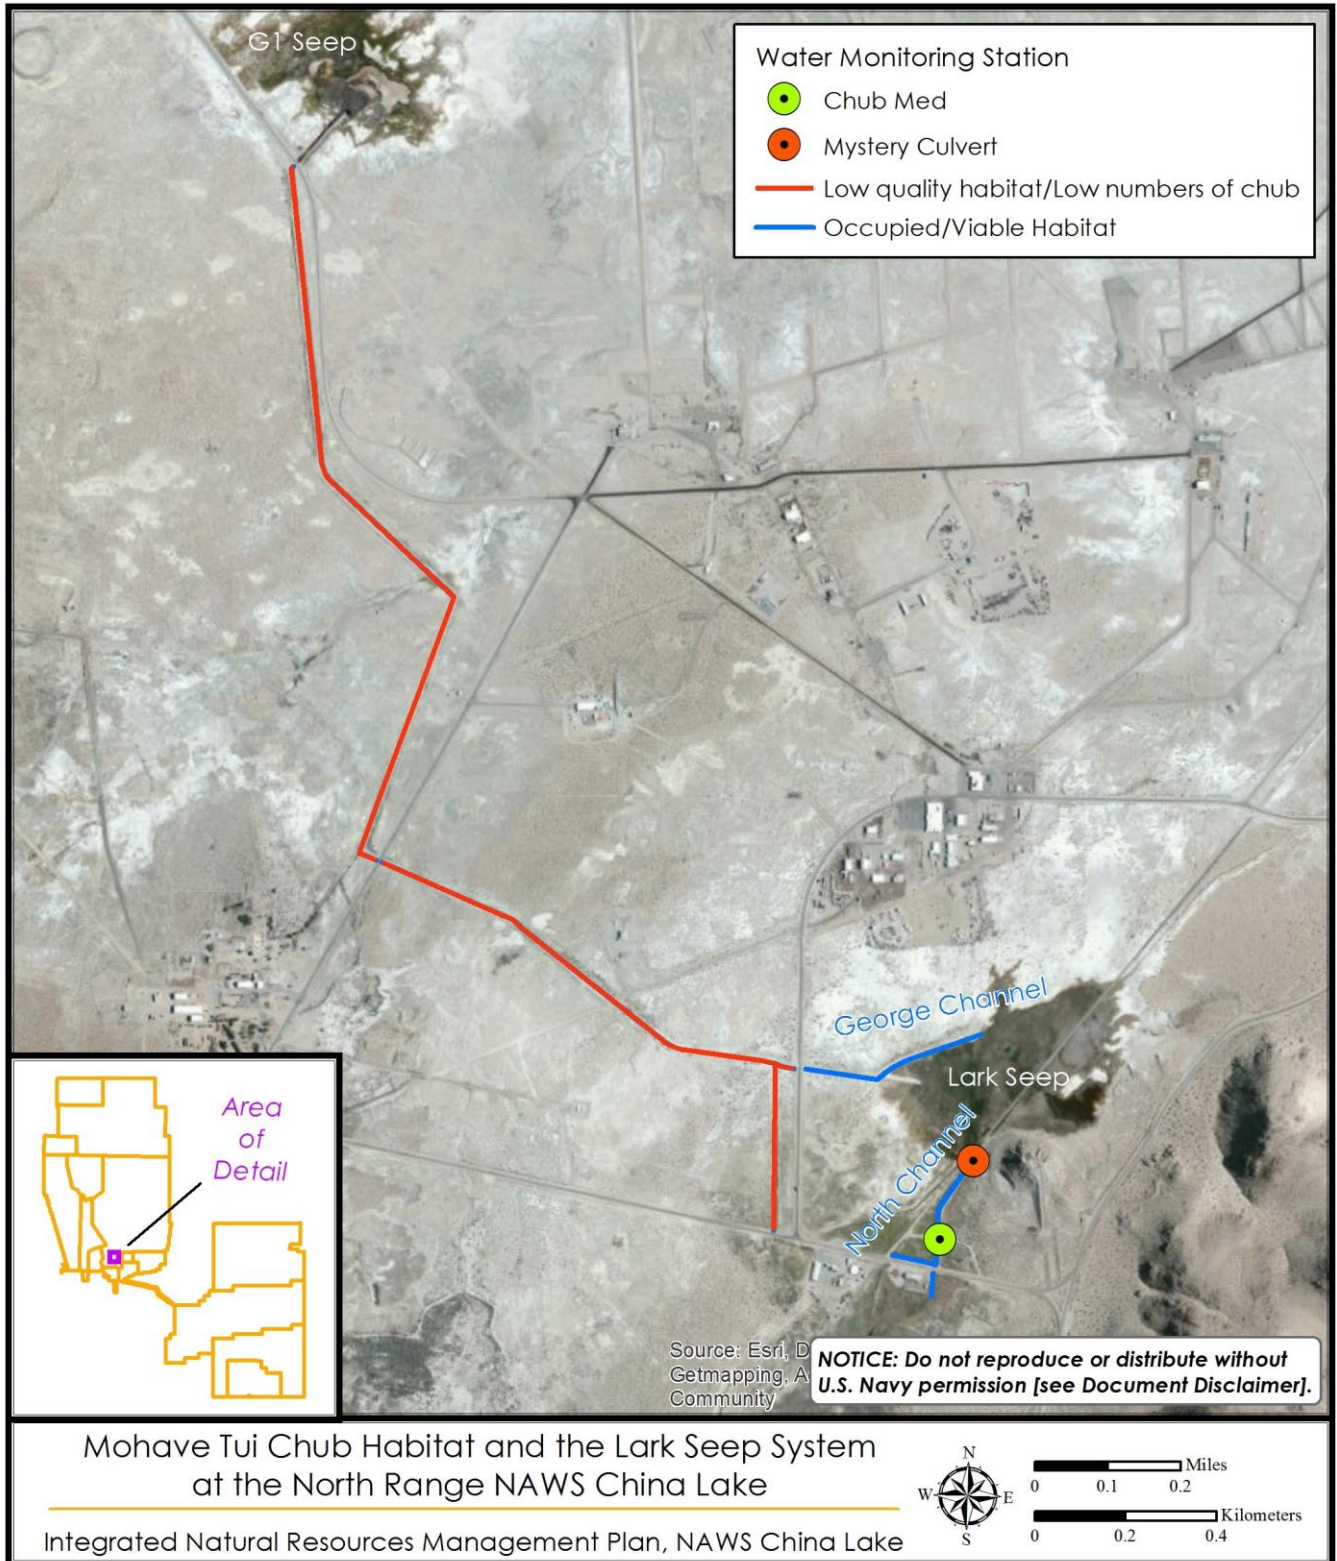 G1 Seep
Water Monitoring Station
Chub Med
Mystery Culvert
Low quality habitat/Low numbers of chub
Occupied/Viable Habitat
George Channel
Lark Seep
North Channel
Area
of
Detail
Source: Esri, D
Getmapping, A
Community
NOTICE: Do not reproduce or distribute without
U.S. Navy permission [see Document Disclaimer].
Mohave Tui Chub Habitat and the Lark Seep System
at the North Range NAWS China Lake
Integrated Natural Resources Management Plan, NAWS China Lake
N
W E
S
Miles
0 0.1 0.2
Kilometers
0 0.2 0.4